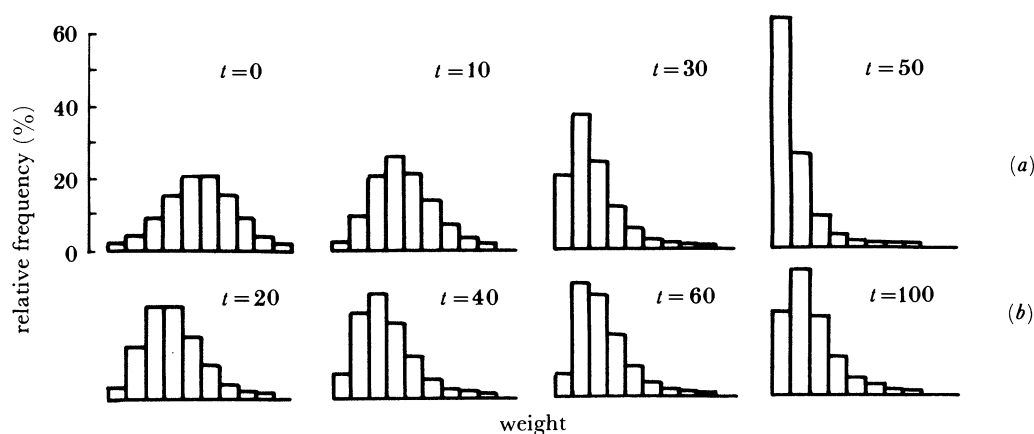 relative frequency (%)
60
40
20
0
t=0
t=10
t=30
t=50
(a)
t=20
t=40
t=60
t=100
(b)
weight